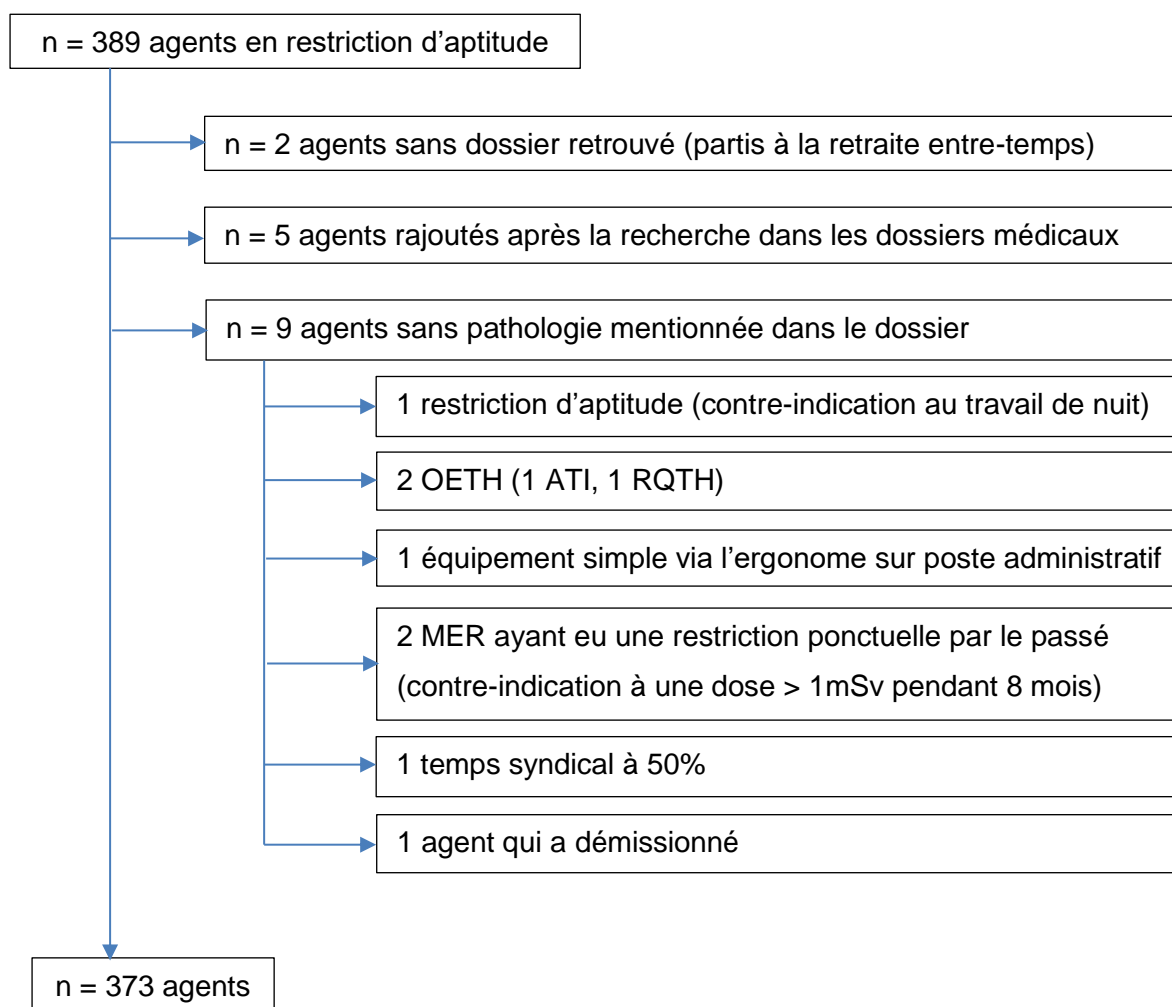 n = 389 agents en restriction d’aptitude
n = 2 agents sans dossier retrouvé (partis à la retraite entre-temps)
n = 5 agents rajoutés après la recherche dans les dossiers médicaux
n = 9 agents sans pathologie mentionnée dans le dossier
1 restriction d’aptitude (contre-indication au travail de nuit)
2 OETH (1 ATI, 1 RQTH)
1 équipement simple via l’ergonome sur poste administratif
2 MER ayant eu une restriction ponctuelle par le passé
(contre-indication à une dose > 1mSv pendant 8 mois)
1 temps syndical à 50%
1 agent qui a démissionné
n = 373 agents